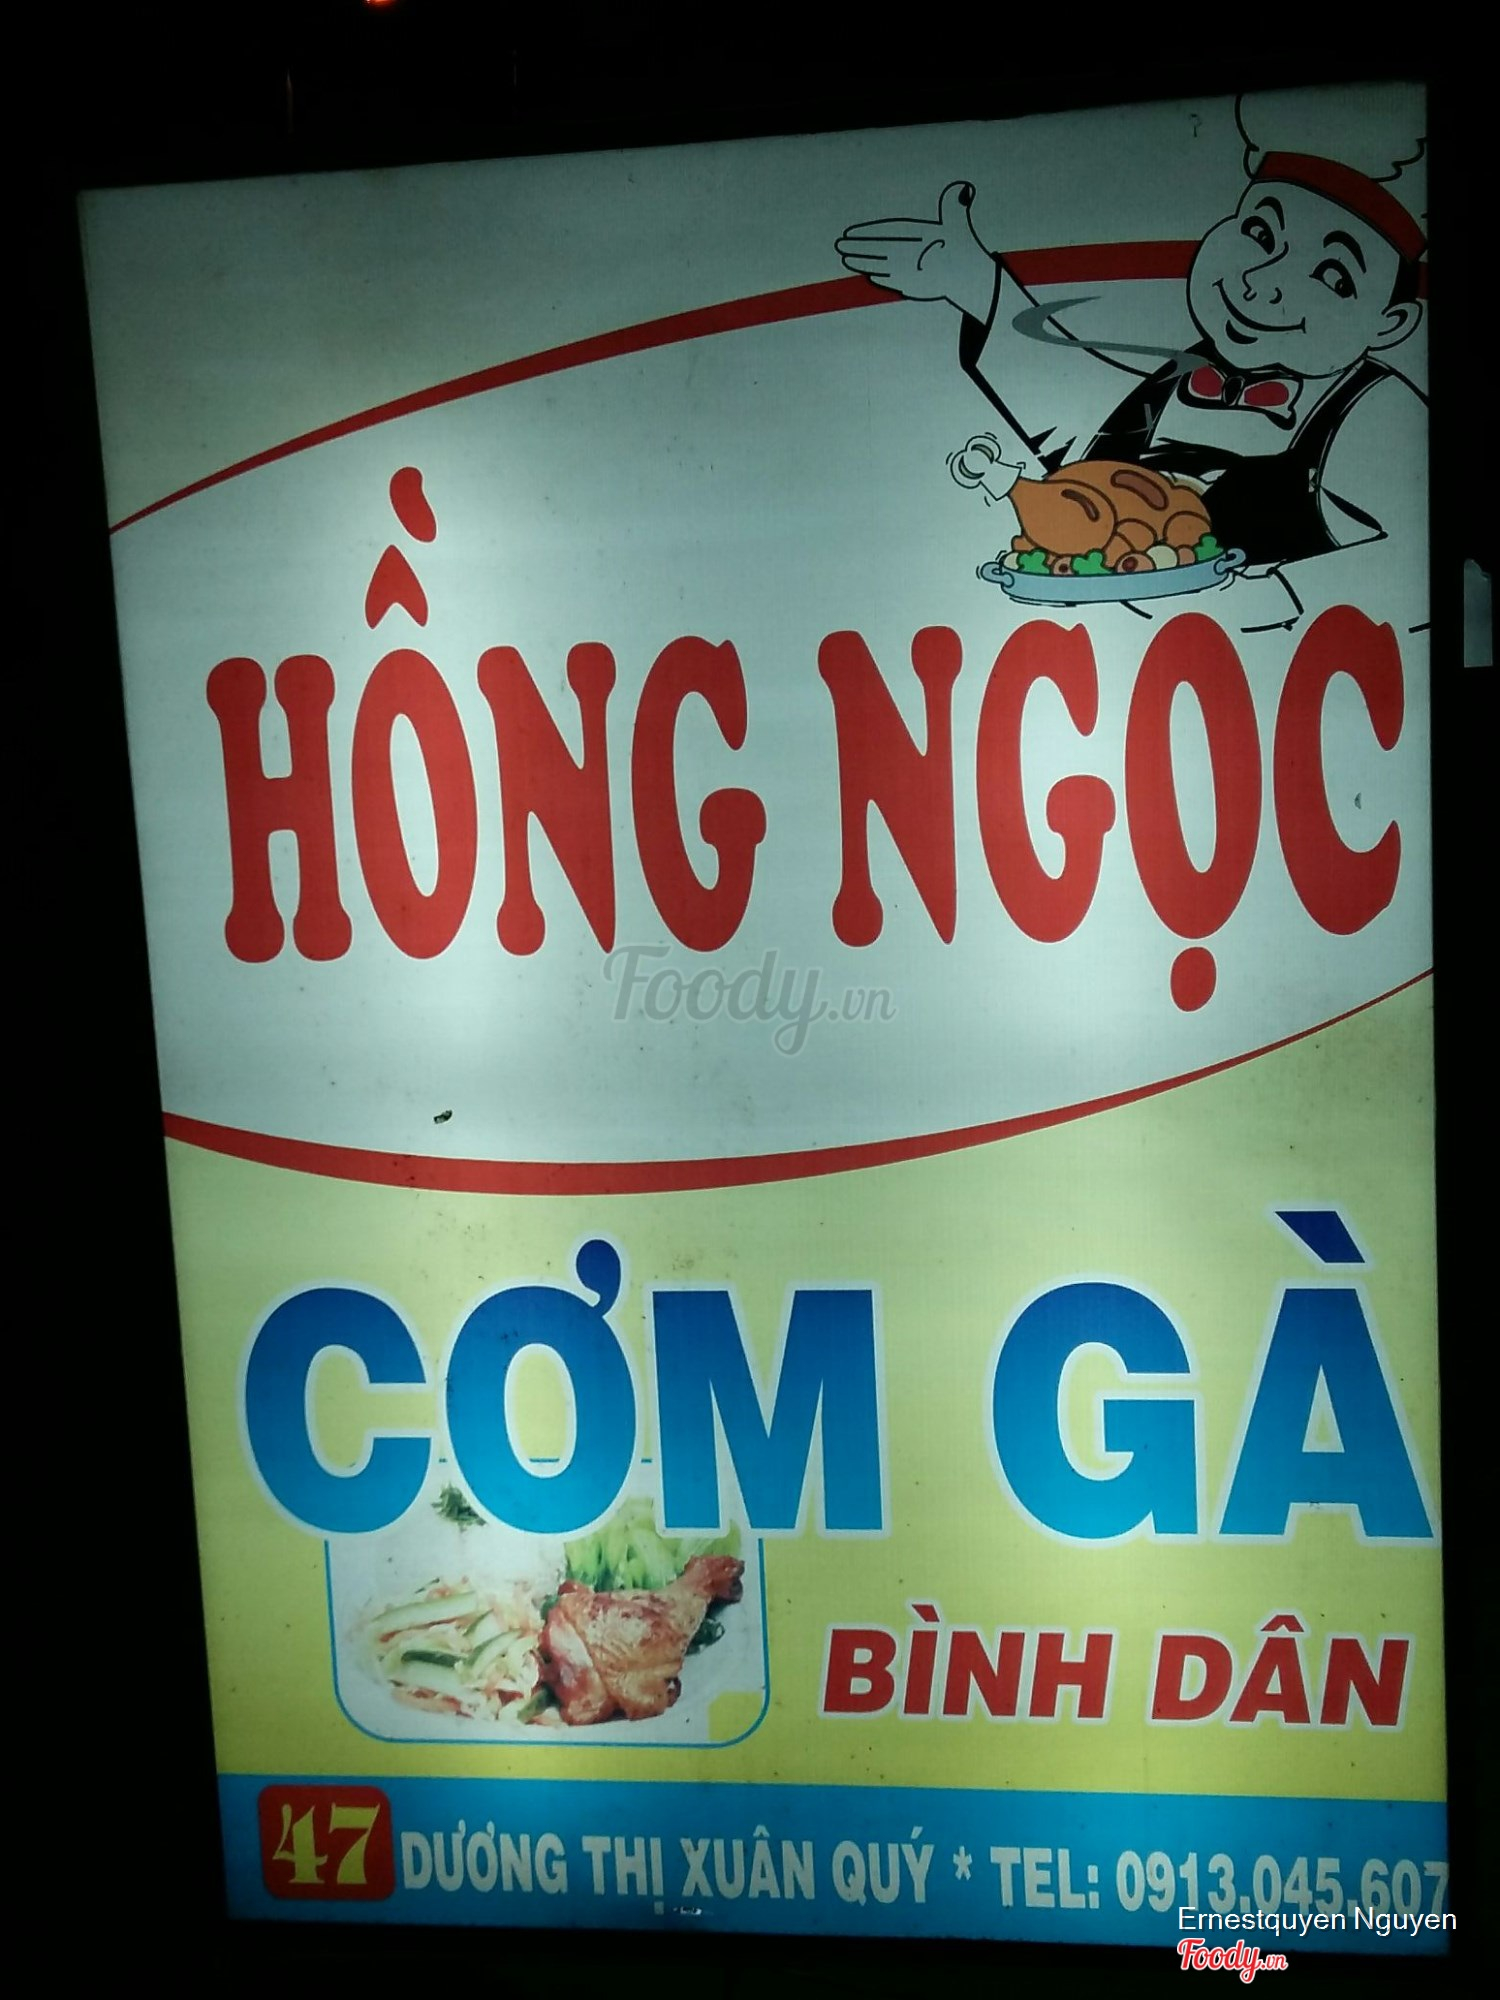 HỒNG NGỌC
Foody.vn
CƠM GÀ
BÌNH DÂN
47 DƯƠNG THỊ XUÂN QUÝ * TEL: 0913.045.607
Ernestquyen Nguyen
Foody.vn